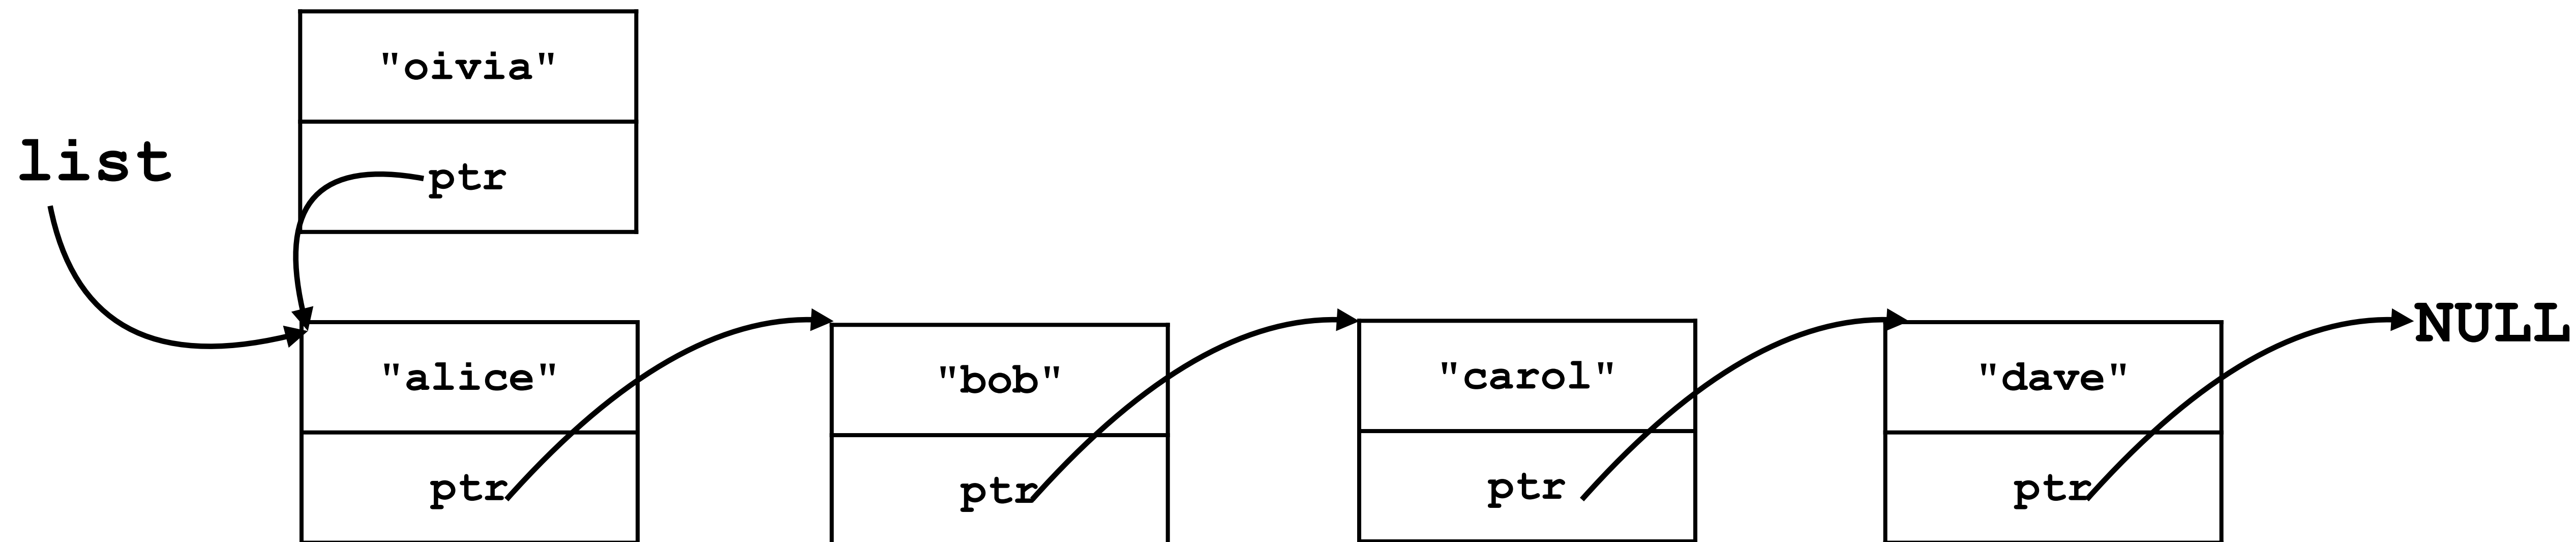 "oivia"
list
ptr
NULL
"alice"
"bob"
"carol"
"dave"
ptr
ptr
ptr
ptr